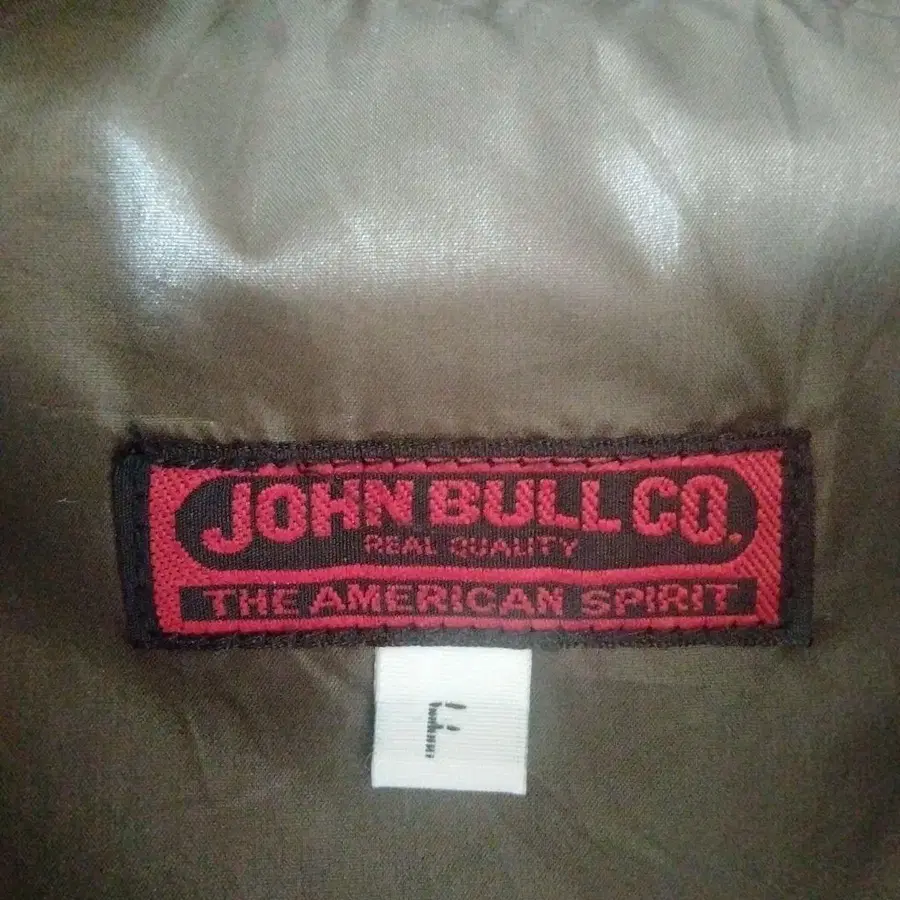 JOHN BULL CO.
REAL QUALITY
THE AMERICAN SPIRIT